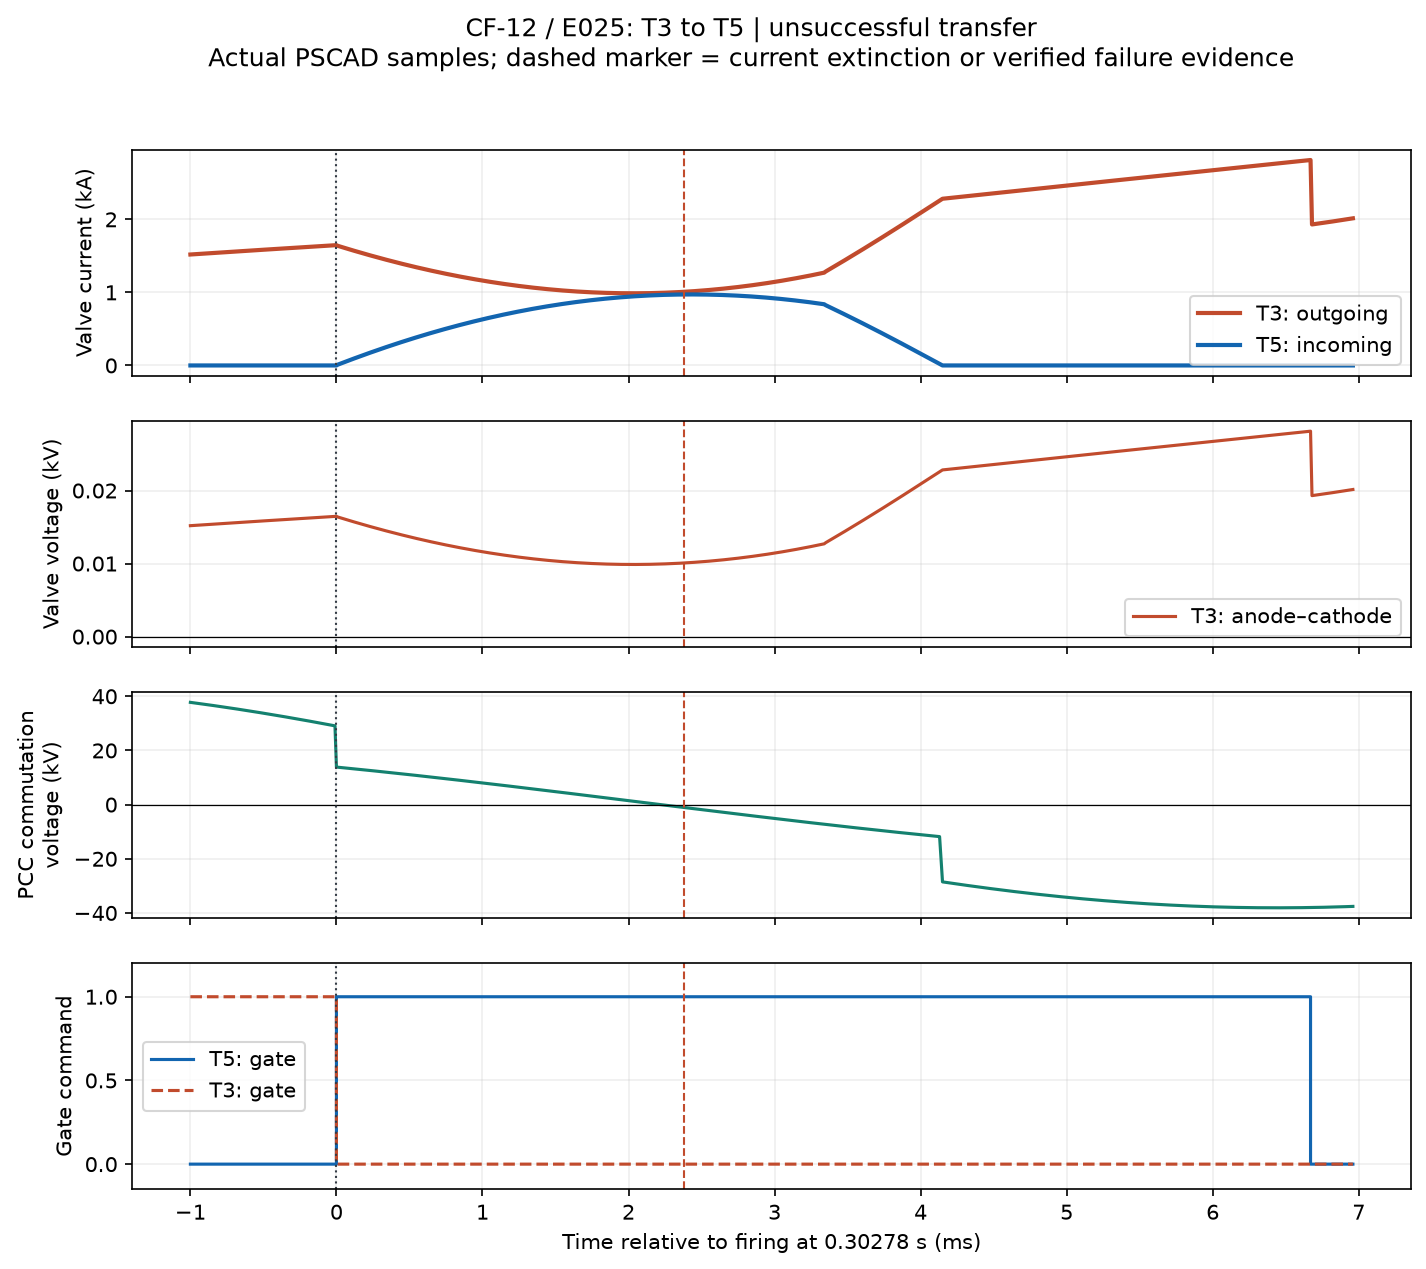 CF-12 / E025: T3 to T5 | unsuccessful transfer
Actual PSCAD samples; dashed marker = current extinction or verified failure evidence
Valve current (kA)
2
1
0
T3: outgoing
T5: incoming
Valve voltage (kV)
0.02
0.01
0.00
T3: anode–cathode
PCC commutation
voltage (kV)
40
20
0
−20
−40
Gate command
1.0
0.5
0.0
T5: gate
T3: gate
−1 0 1 2 3 4 5 6 7
Time relative to firing at 0.30278 s (ms)